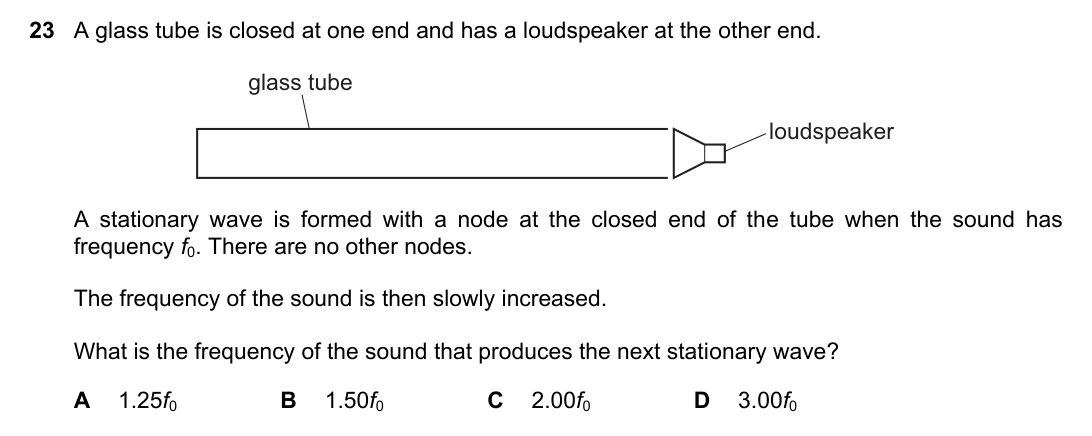 23 A glass tube is closed at one end and has a loudspeaker at the other end.
glass tube
loudspeaker
A stationary wave is formed with a node at the closed end of the tube when the sound has
frequency f₀. There are no other nodes.
The frequency of the sound is then slowly increased.
What is the frequency of the sound that produces the next stationary wave?
A 1.25f₀ B 1.50f₀ C 2.00f₀ D 3.00f₀